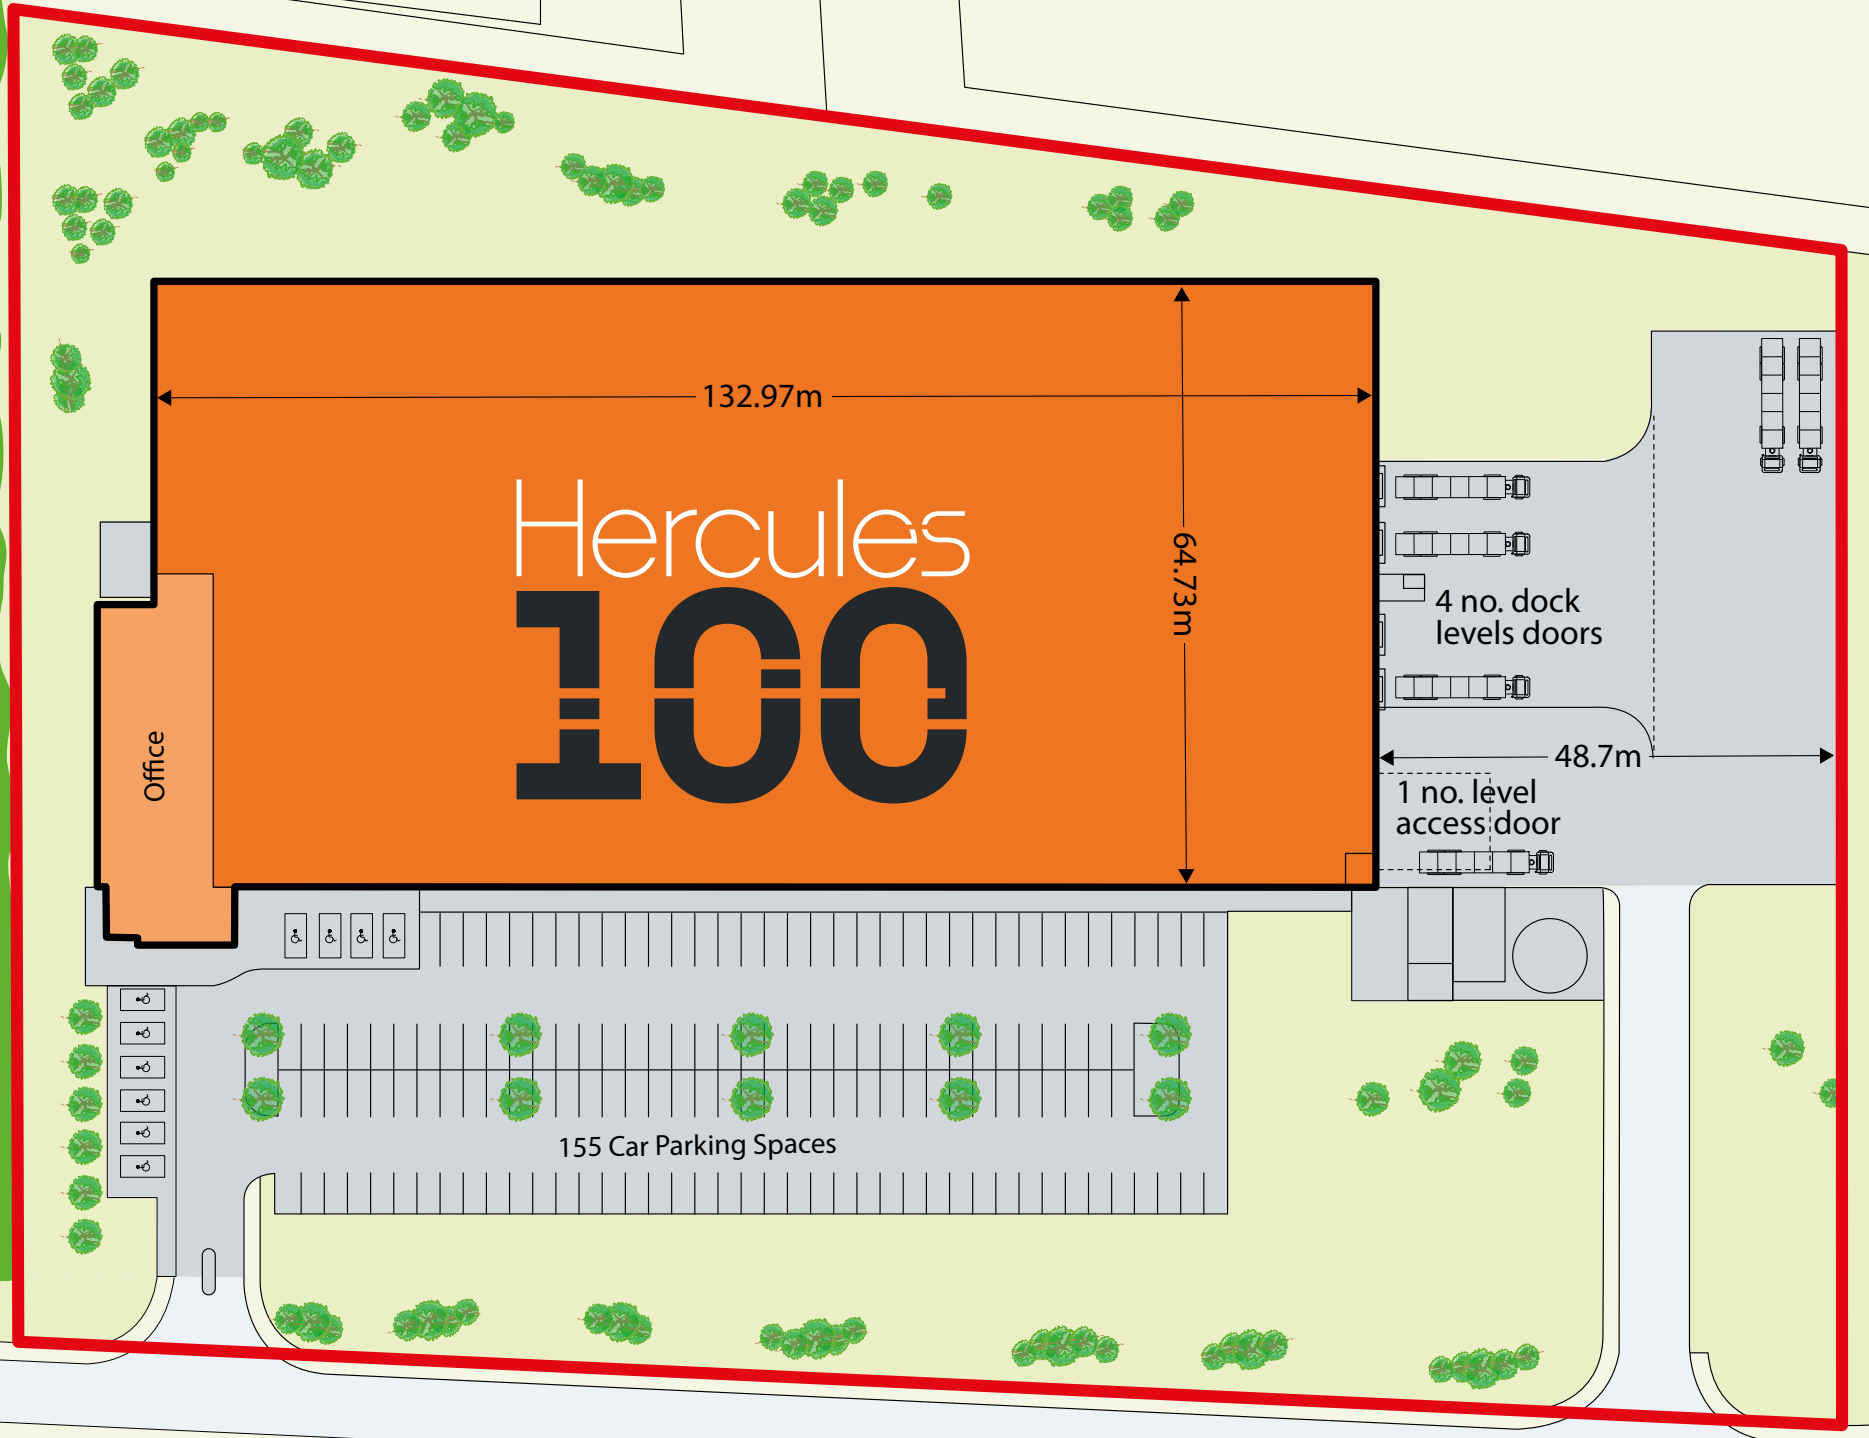 132.97m
Hercules
100
64.73m
4 no. dock
levels doors
Office
48.7m
1 no. level
access door
155 Car Parking Spaces